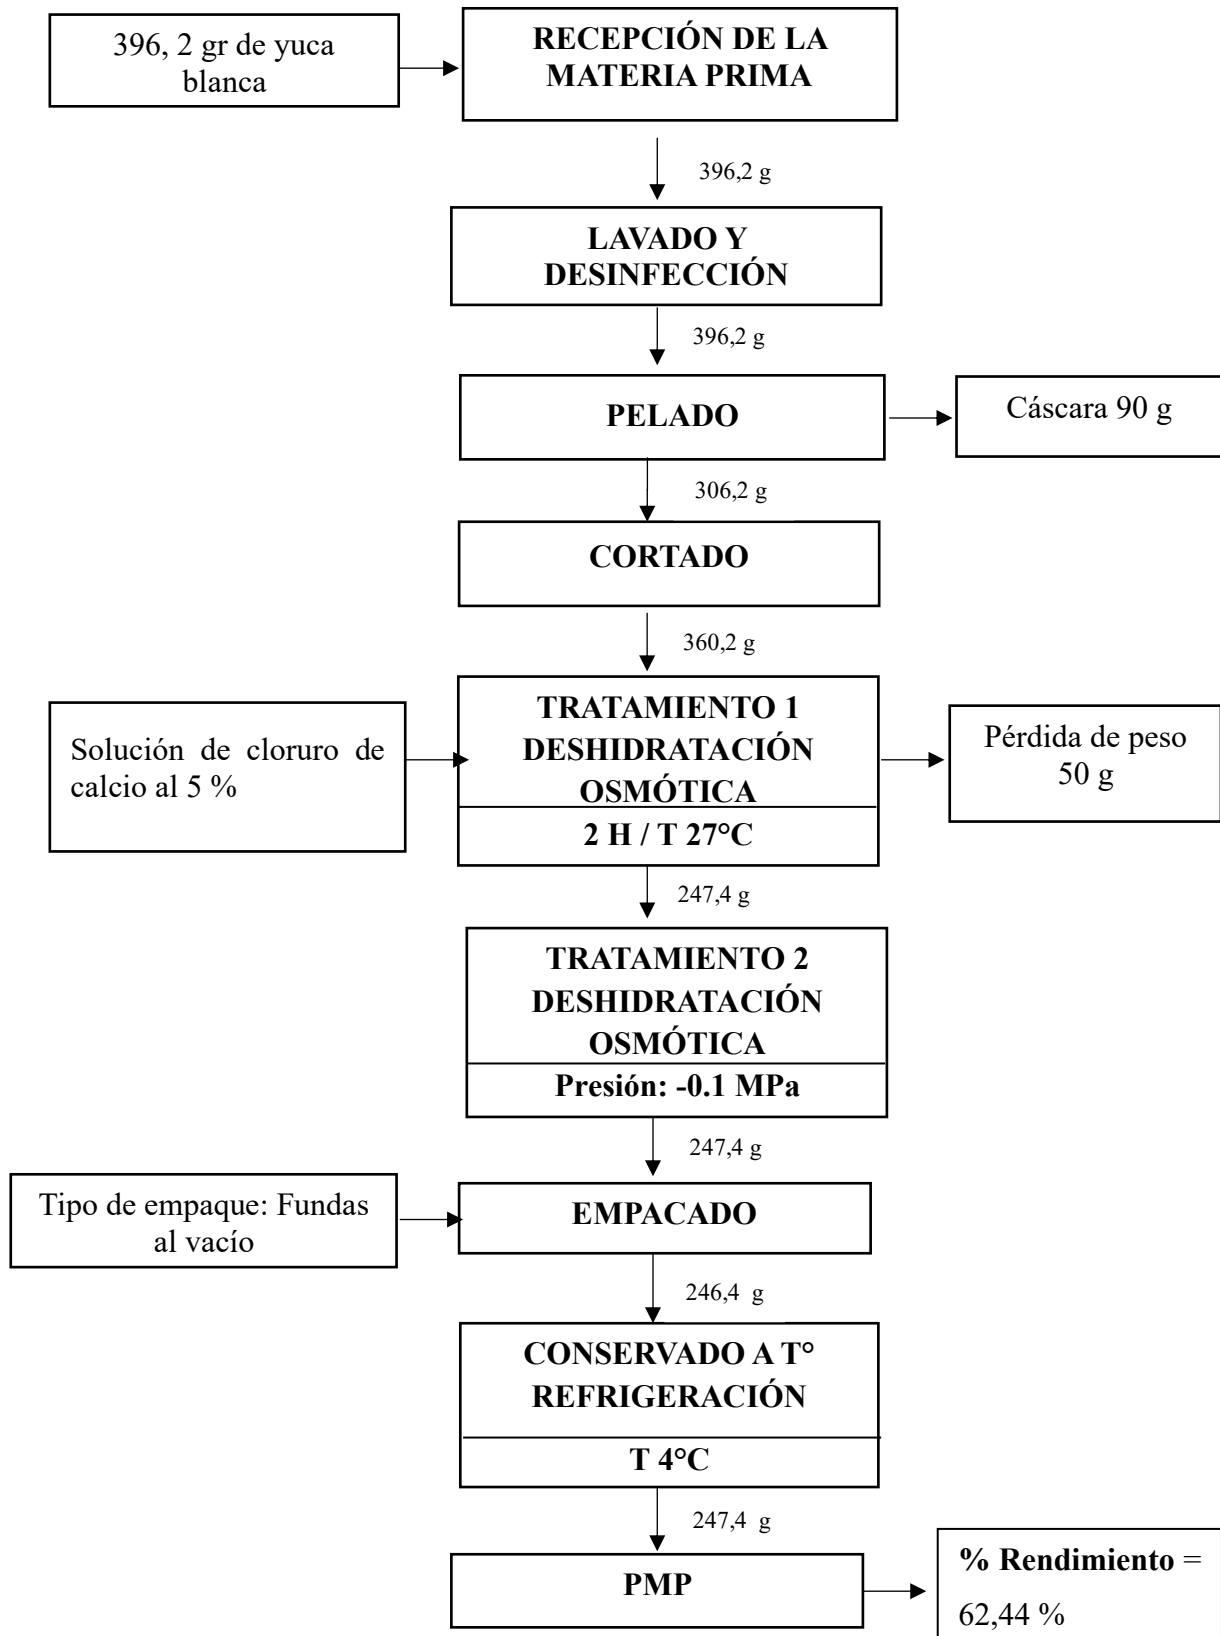 396, 2 gr de yuca
blanca
RECEPCIÓN DE LA
MATERIA PRIMA
396,2 g
LAVADO Y
DESINFECCIÓN
396,2 g
PELADO
Cáscara 90 g
306,2 g
CORTADO
360,2 g
Solución de cloruro de
calcio al 5 %
TRATAMIENTO 1
DESHIDRATACIÓN
OSMÓTICA
2 H / T 27°C
Pérdida de peso
50 g
247,4 g
TRATAMIENTO 2
DESHIDRATACIÓN
OSMÓTICA
Presión: -0.1 MPa
247,4 g
Tipo de empaque: Fundas
al vacío
EMPACADO
246,4 g
CONSERVADO A T°
REFRIGERACIÓN
T 4°C
247,4 g
PMP
% Rendimiento =
62,44 %